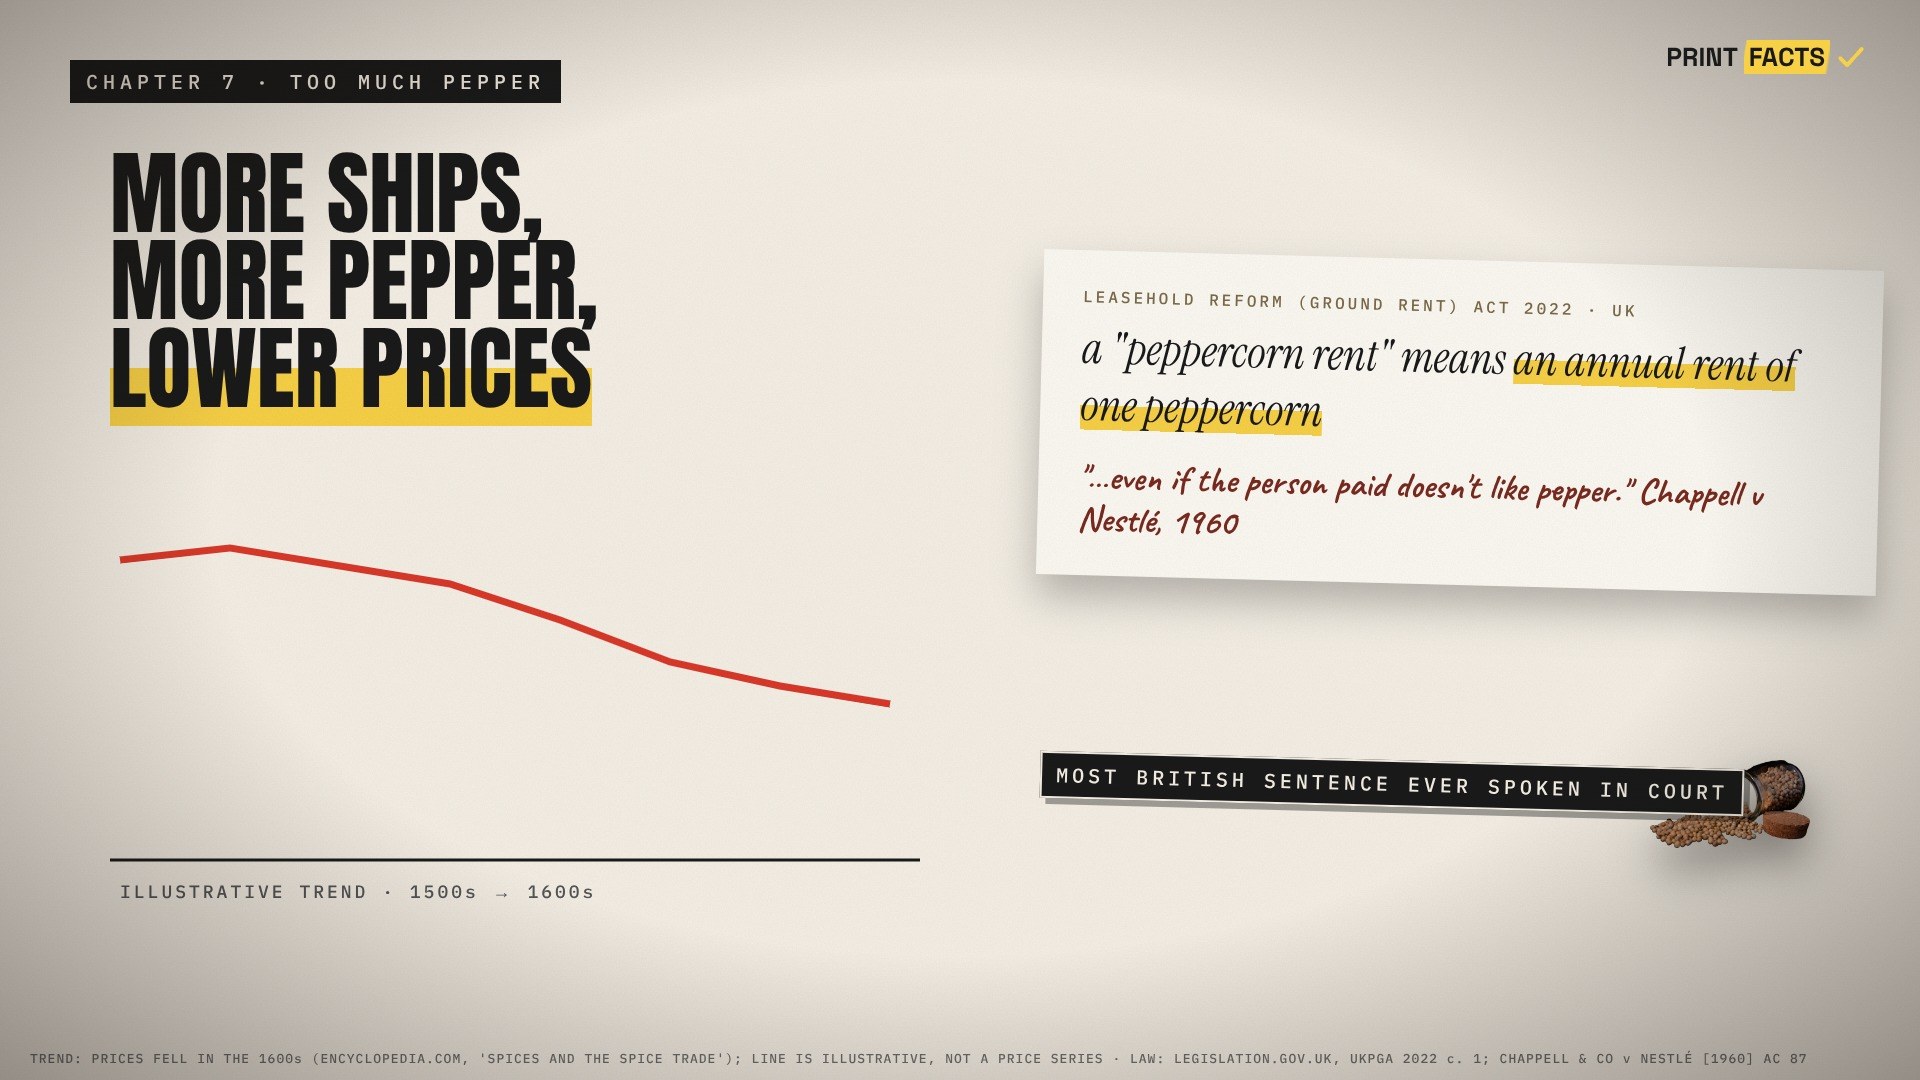 CHAPTER 7 · TOO MUCH PEPPER
PRINT FACTS
MORE SHIPS,
MORE PEPPER,
LOWER PRICES
LEASEHOLD REFORM (GROUND RENT) ACT 2022 · UK
a "peppercorn rent" means an annual rent of
one peppercorn
"...even if the person paid doesn't like pepper." Chappell v
Nestlé, 1960
MOST BRITISH SENTENCE EVER SPOKEN IN COURT
ILLUSTRATIVE TREND · 1500s → 1600s
TREND: PRICES FELL IN THE 1600s (ENCYCLOPEDIA.COM, 'SPICES AND THE SPICE TRADE'); LINE IS ILLUSTRATIVE, NOT A PRICE SERIES · LAW: LEGISLATION.GOV.UK, UKPGA 2022 c. 1; CHAPPELL & CO v NESTLÉ [1960] AC 87